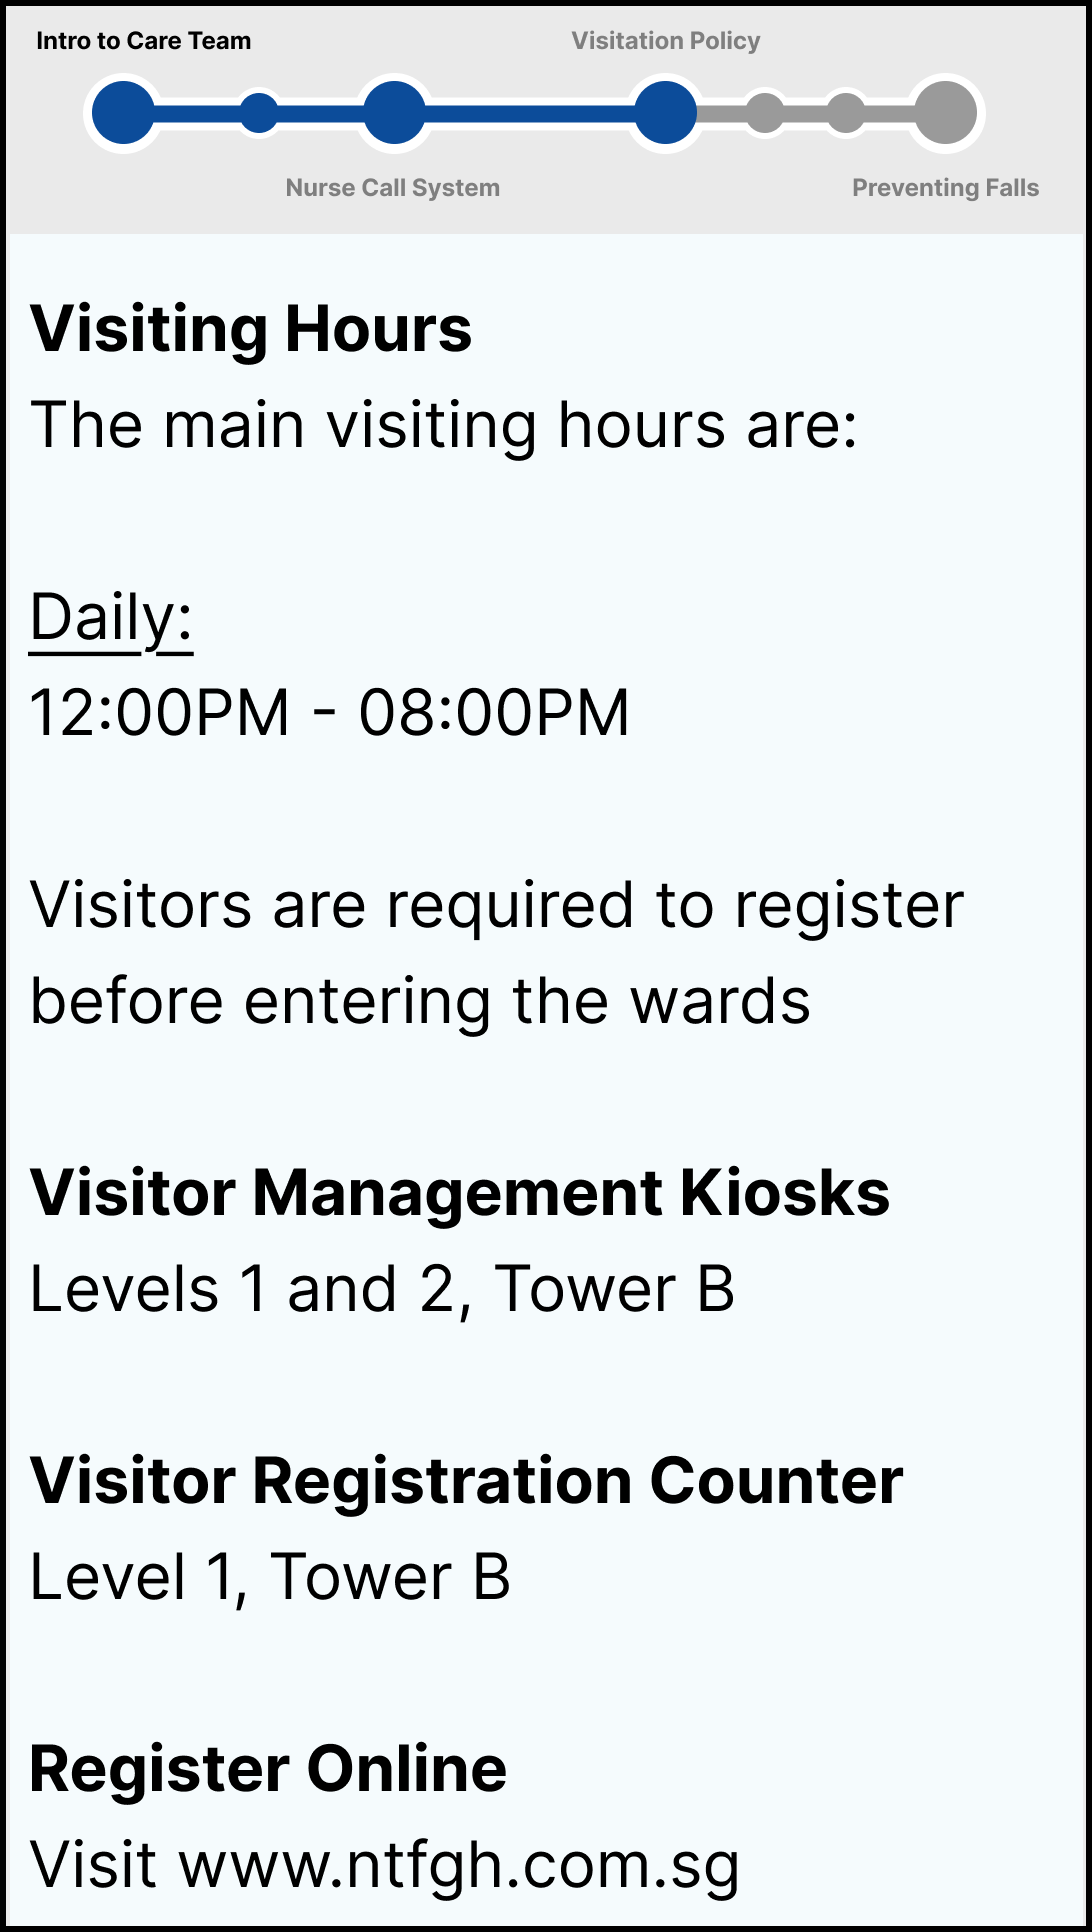 Intro to Care Team
Visitation Policy
Nurse Call System
Preventing Falls
Visiting Hours
The main visiting hours are:
Daily:
12:00PM - 08:00PM
Visitors are required to register
before entering the wards
Visitor Management Kiosks
Levels 1 and 2, Tower B
Visitor Registration Counter
Level 1, Tower B
Register Online
Visit www.ntfgh.com.sg